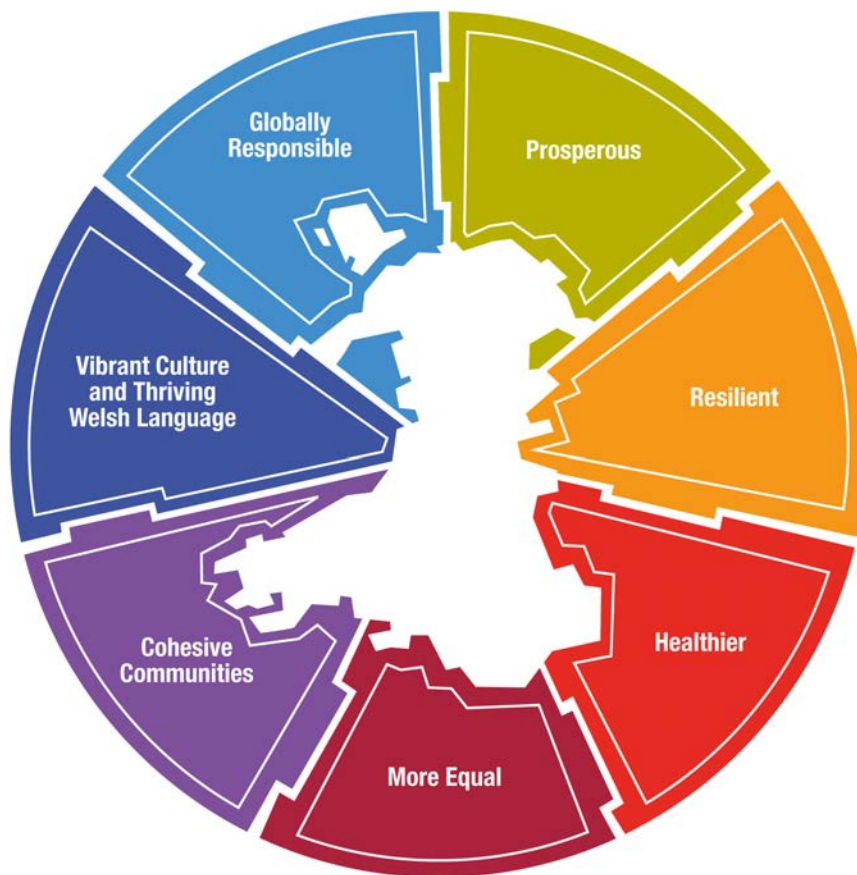 Globally
Responsible
Prosperous
Vibrant Culture
and Thriving
Welsh Language
Resilient
Cohesive
Communities
Healthier
More Equal